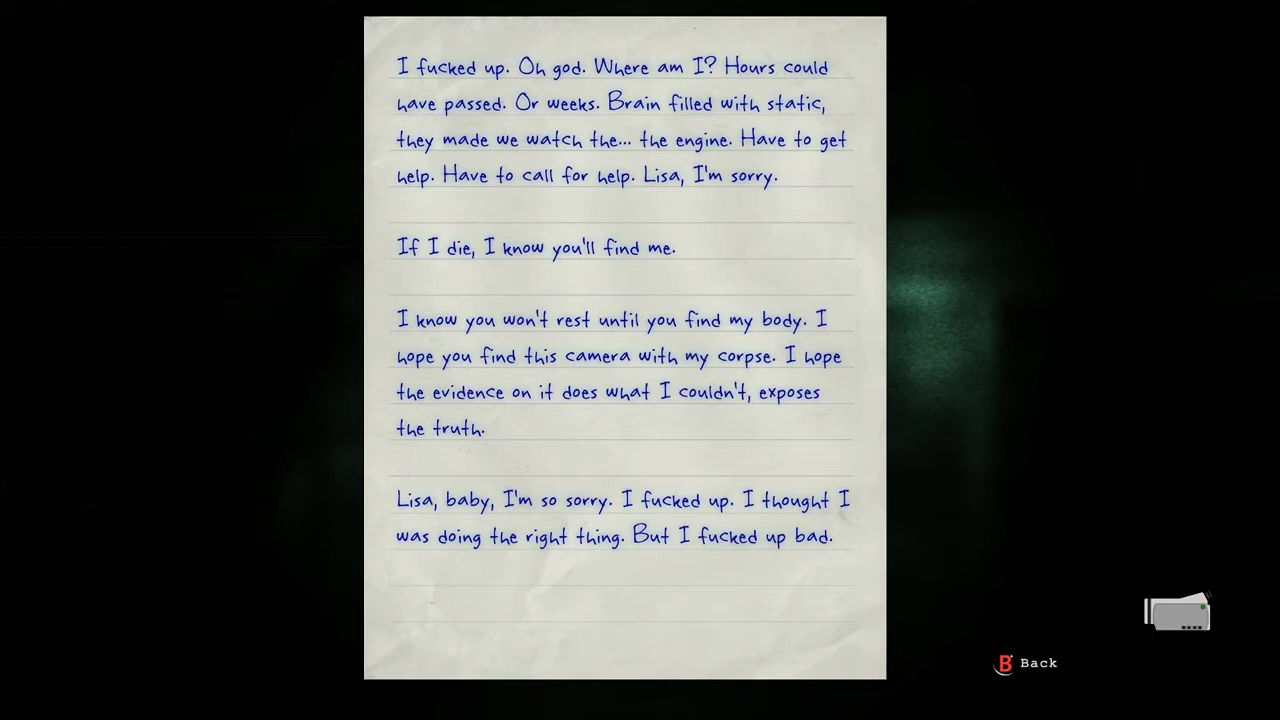 I fucked up. Oh god. Where am I? Hours could
have passed. Or weeks. Brain filled with static,
they made we watch the... the engine. Have to get
help. Have to call for help. Lisa, I'm sorry.
If I die, I know you'll find me.
I know you won't rest until you find my body. I
hope you find this camera with my corpse. I hope
the evidence on it does what I couldn't, exposes
the truth.
Lisa, baby, I'm so sorry. I fucked up. I thought I
was doing the right thing. But I fucked up bad.
B Back